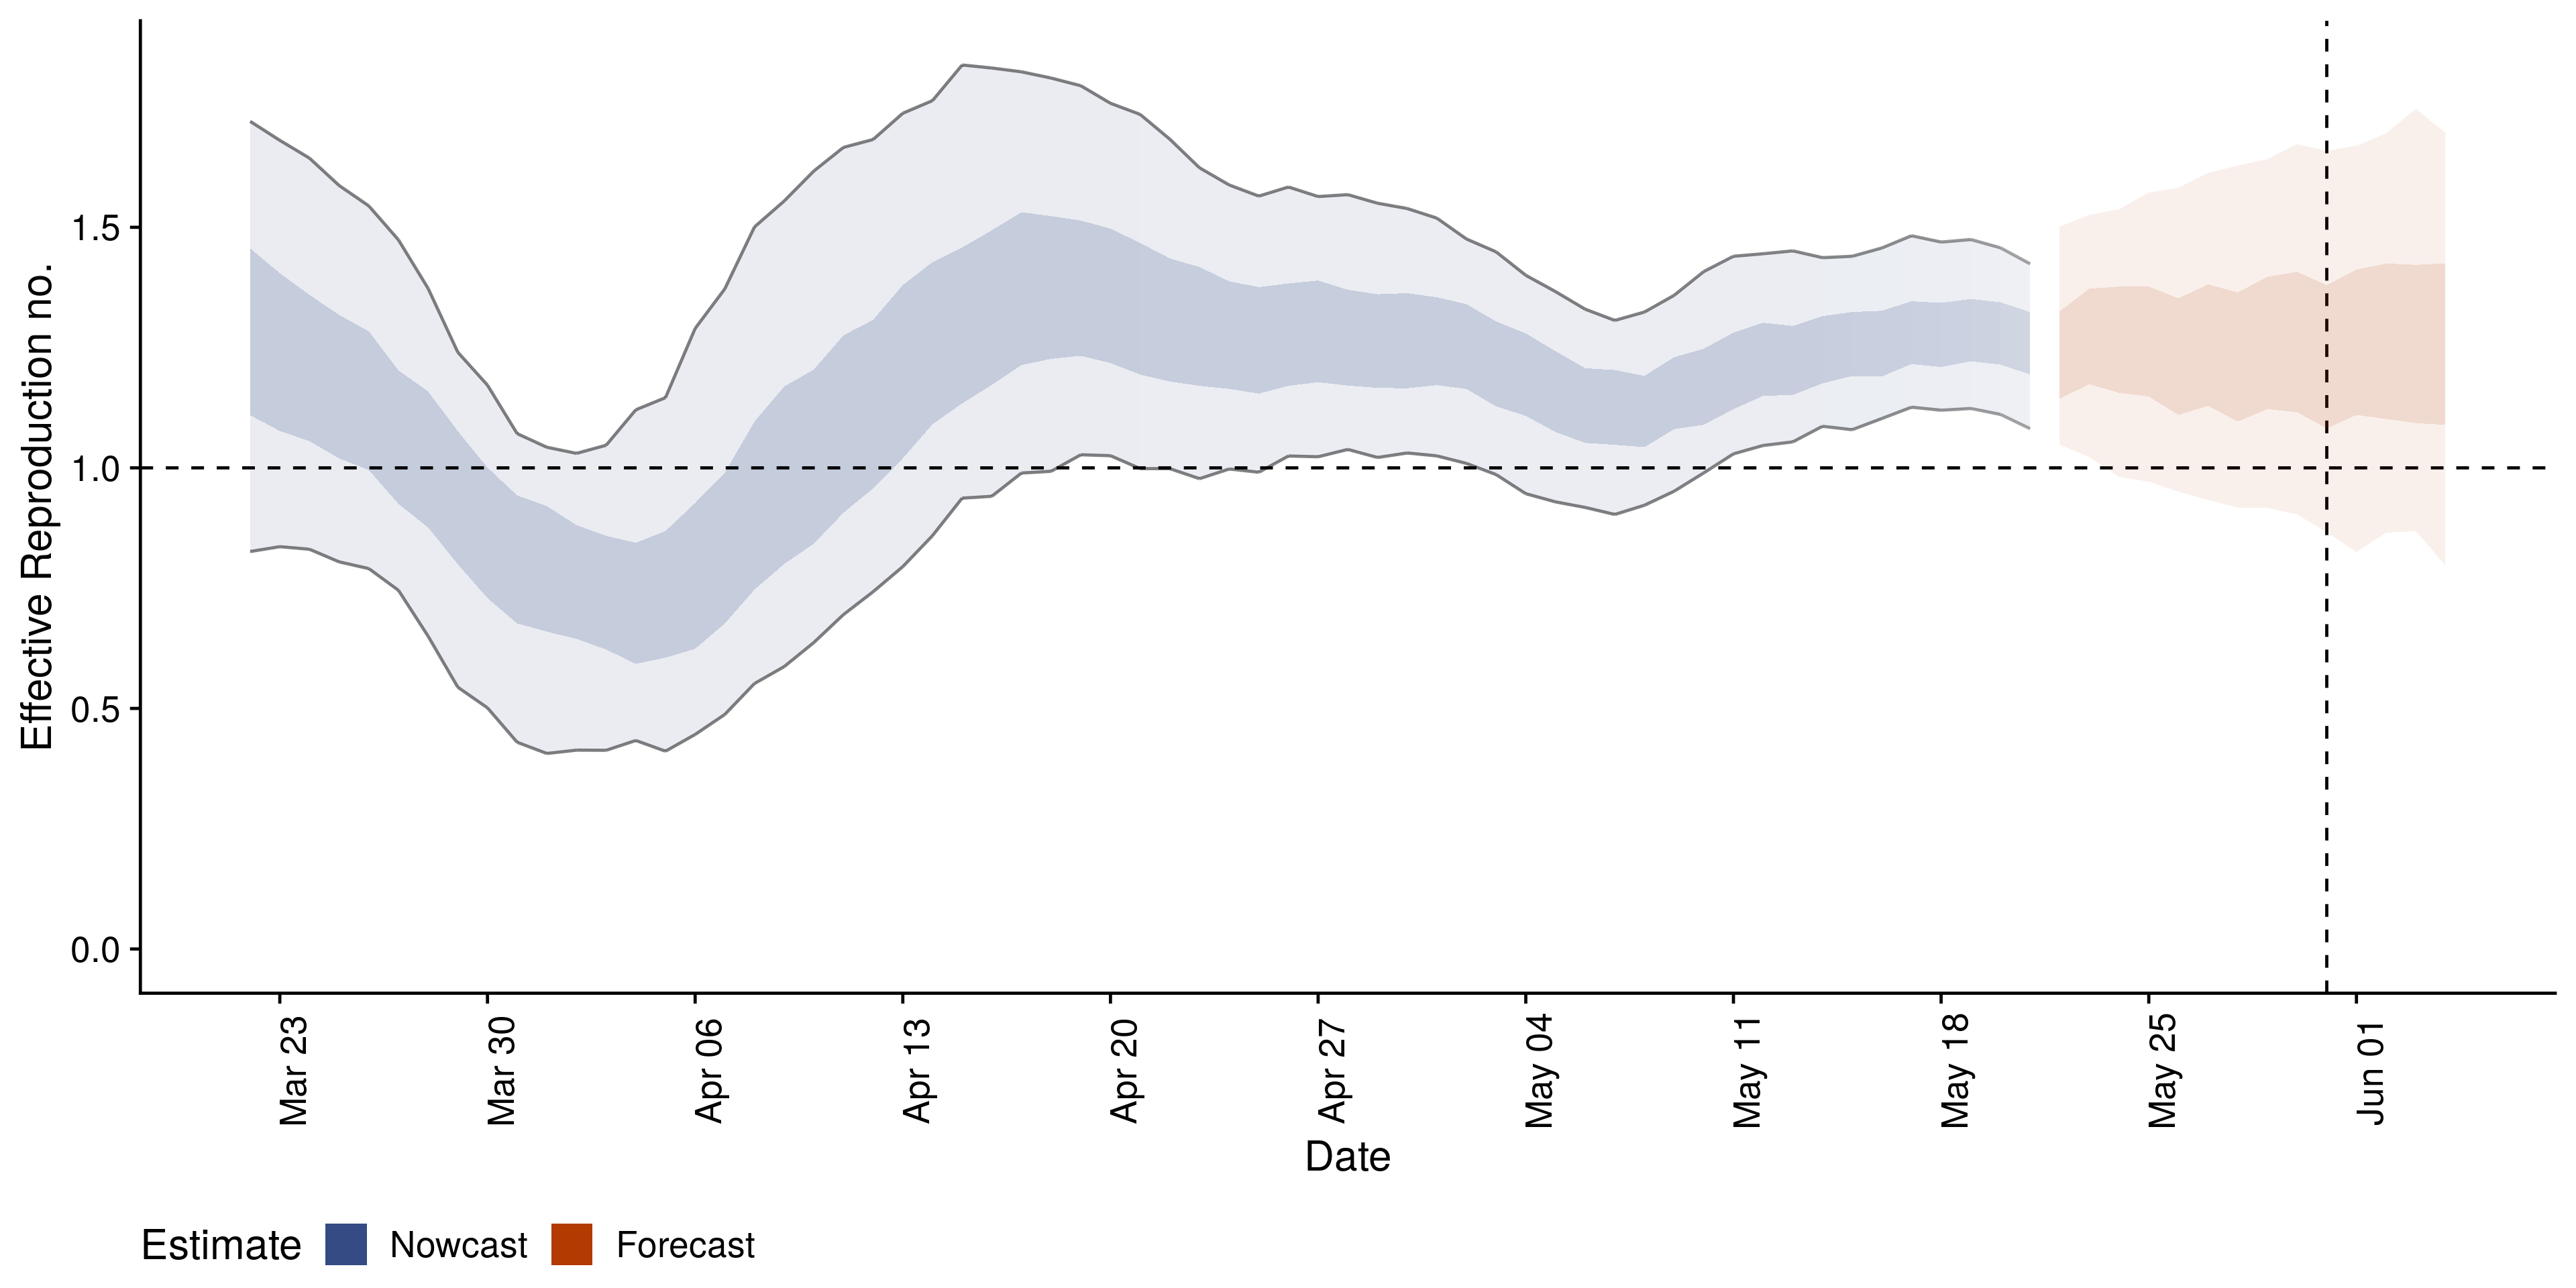 Effective Reproduction no.
1.5
1.0
0.5
0.0
Mar 23
Mar 30
Apr 06
Apr 13
Apr 20
Apr 27
May 04
May 11
May 18
May 25
Jun 01
Date
Estimate Nowcast Forecast